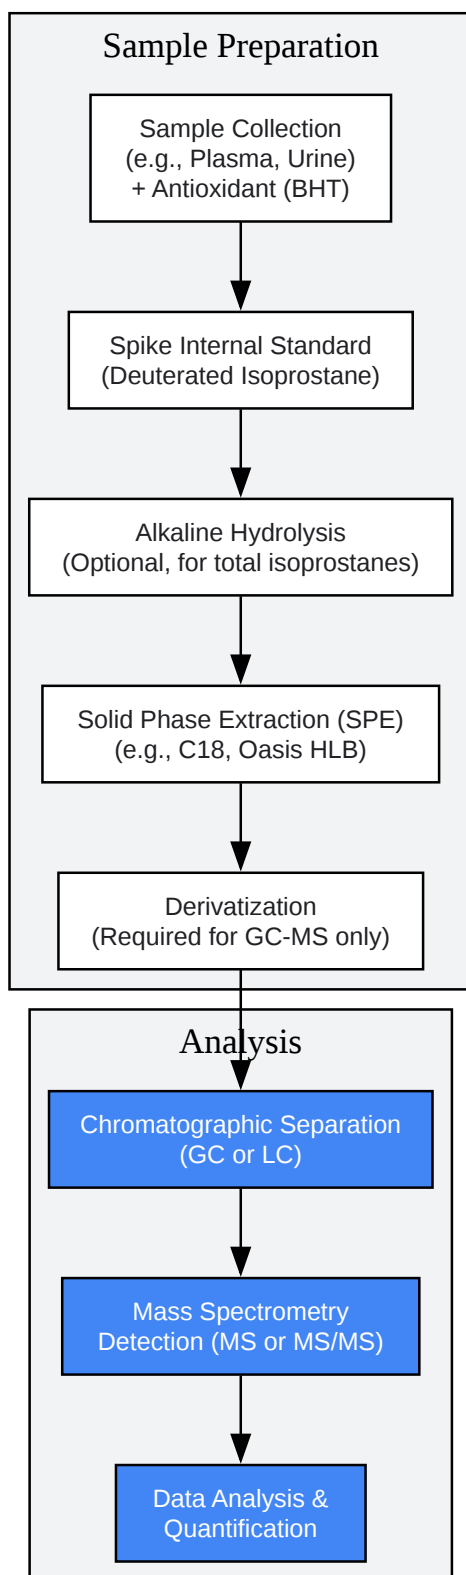 Sample Preparation
Sample Collection
(e.g., Plasma, Urine)
+ Antioxidant (BHT)
Spike Internal Standard
(Deuterated Isoprostane)
Alkaline Hydrolysis
(Optional, for total isoprostanes)
Solid Phase Extraction (SPE)
(e.g., C18, Oasis HLB)
Derivatization
(Required for GC-MS only)
Analysis
Chromatographic Separation
(GC or LC)
Mass Spectrometry
Detection (MS or MS/MS)
Data Analysis &
Quantification